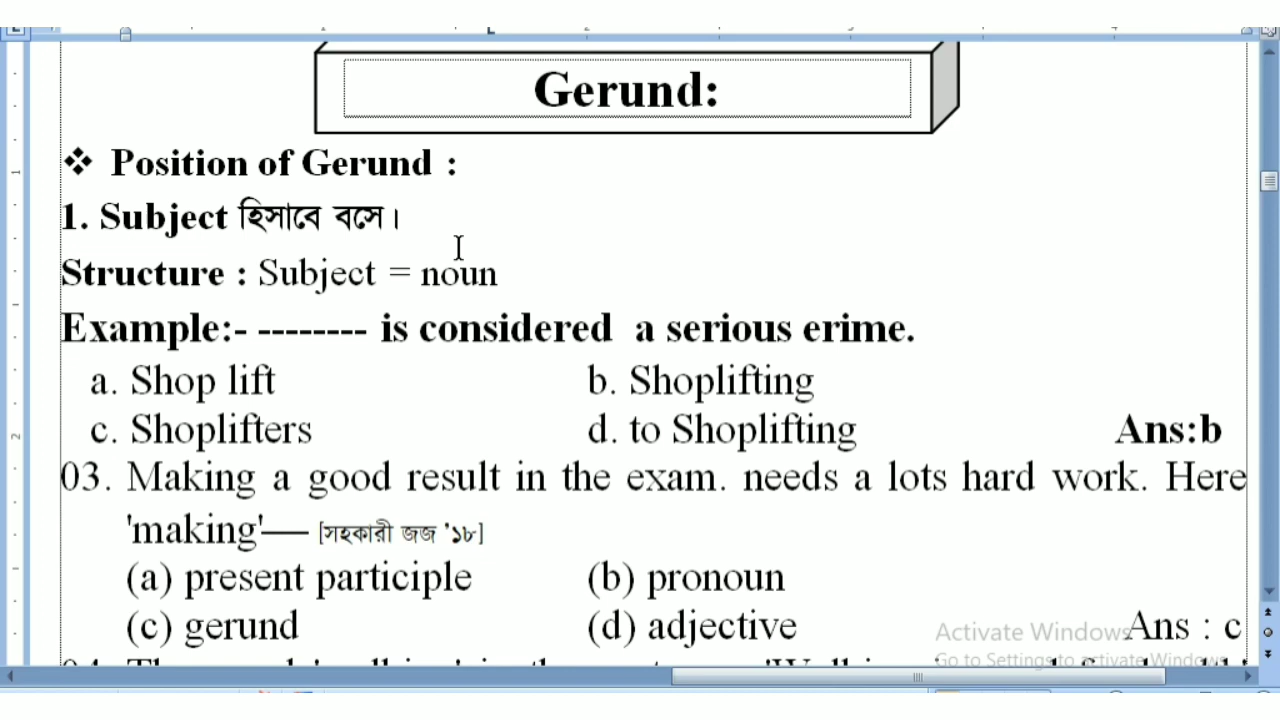 Gerund:
❖ Position of Gerund :
1. Subject হিসাবে বসে।
Structure : Subject = noun
Example:- -------- is considered a serious erime.
a. Shop lift b. Shoplifting
c. Shoplifters d. to Shoplifting Ans:b
03. Making a good result in the exam. needs a lots hard work. Here
'making'— [সহকারী জজ '১৮]
(a) present participle (b) pronoun
(c) gerund (d) adjective Ans : c
Activate Windows
Go to Settings to activate Windows.